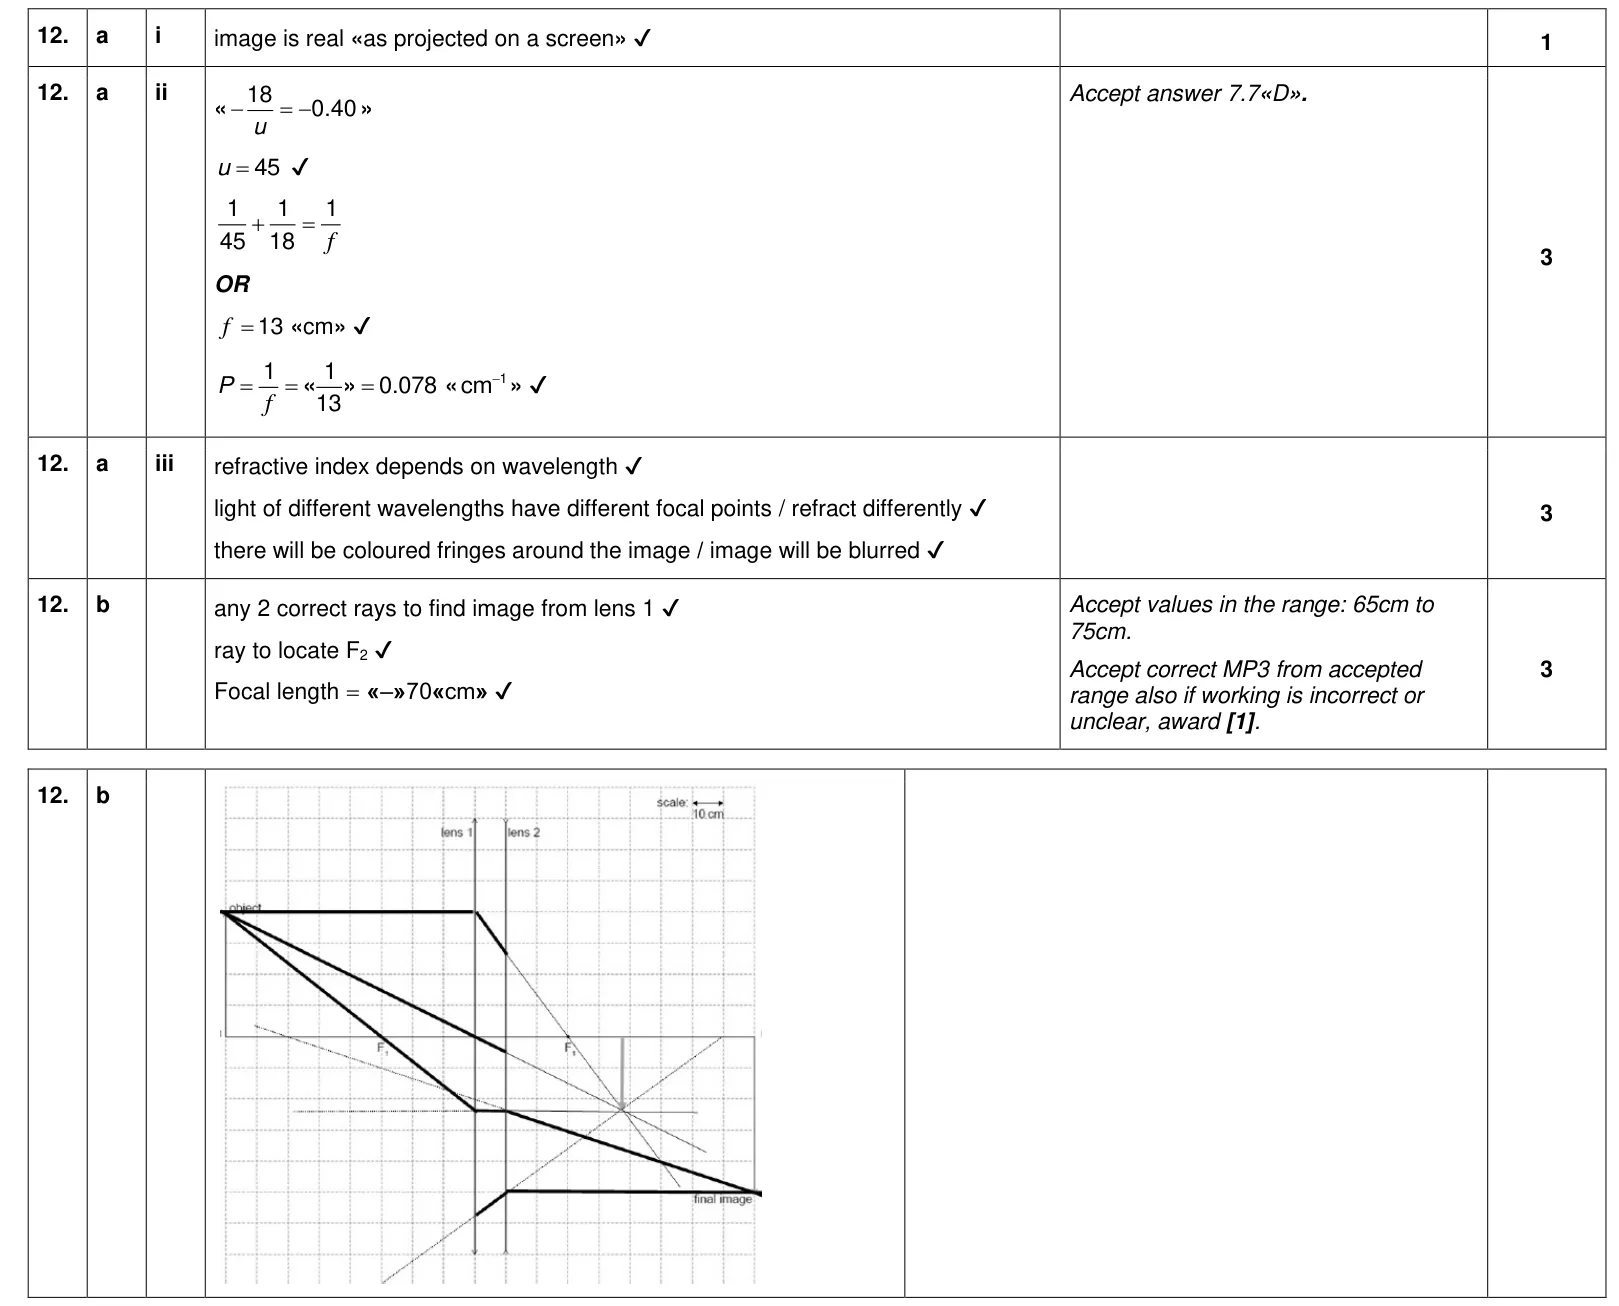 12. a i image is real «as projected on a screen» ✓ 1
12. a ii «−18/u = −0.40» Accept answer 7.7«D».
u = 45 ✓
1/45 + 1/18 = 1/f
OR
f = 13 «cm» ✓
P = 1/f = «1/13» = 0.078 «cm⁻¹» ✓
3
12. a iii refractive index depends on wavelength ✓
light of different wavelengths have different focal points / refract differently ✓
there will be coloured fringes around the image / image will be blurred ✓
3
12. b any 2 correct rays to find image from lens 1 ✓
ray to locate F₂ ✓
Focal length = «–»70«cm» ✓
Accept values in the range: 65cm to
75cm.
Accept correct MP3 from accepted
range also if working is incorrect or
unclear, award [1].
3
12. b
scale:
10 cm
lens 1 lens 2
object
F₁ F₁
final image